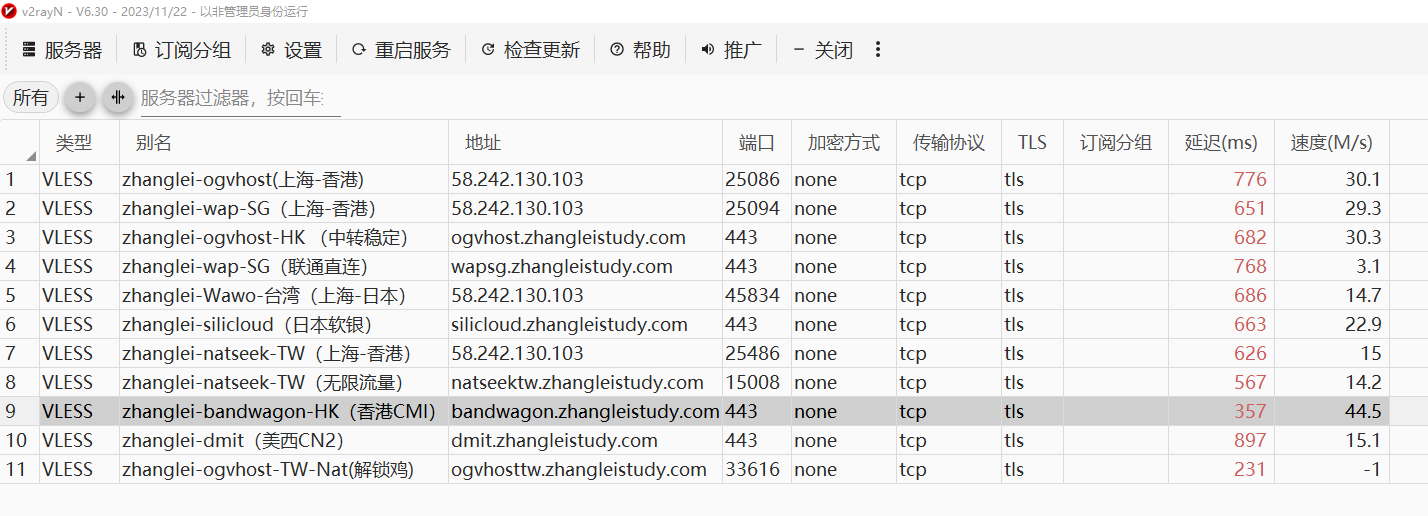 v2rayN - V6.30 - 2023/11/22 - 以非管理员身份运行
服务器 订阅分组 设置 重启服务 检查更新 帮助 推广 关闭
所有 服务器过滤器，按回车
类型 别名 地址 端口 加密方式 传输协议 TLS 订阅分组 延迟(ms) 速度(M/s)
1 VLESS zhanglei-ogvhost(上海-香港) 58.242.130.103 25086 none tcp tls 776 30.1
2 VLESS zhanglei-wap-SG（上海-香港） 58.242.130.103 25094 none tcp tls 651 29.3
3 VLESS zhanglei-ogvhost-HK （中转稳定） ogvhost.zhangleistudy.com 443 none tcp tls 682 30.3
4 VLESS zhanglei-wap-SG（联通直连） wapsg.zhangleistudy.com 443 none tcp tls 768 3.1
5 VLESS zhanglei-Wawo-台湾（上海-日本） 58.242.130.103 45834 none tcp tls 686 14.7
6 VLESS zhanglei-silicloud（日本软银） silicloud.zhangleistudy.com 443 none tcp tls 663 22.9
7 VLESS zhanglei-natseek-TW（上海-香港） 58.242.130.103 25486 none tcp tls 626 15
8 VLESS zhanglei-natseek-TW（无限流量） natseektw.zhangleistudy.com 15008 none tcp tls 567 14.2
9 VLESS zhanglei-bandwagon-HK（香港CMI） bandwagon.zhangleistudy.com 443 none tcp tls 357 44.5
10 VLESS zhanglei-dmit（美西CN2） dmit.zhangleistudy.com 443 none tcp tls 897 15.1
11 VLESS zhanglei-ogvhost-TW-Nat(解锁鸡) ogvhosttw.zhangleistudy.com 33616 none tcp tls 231 -1